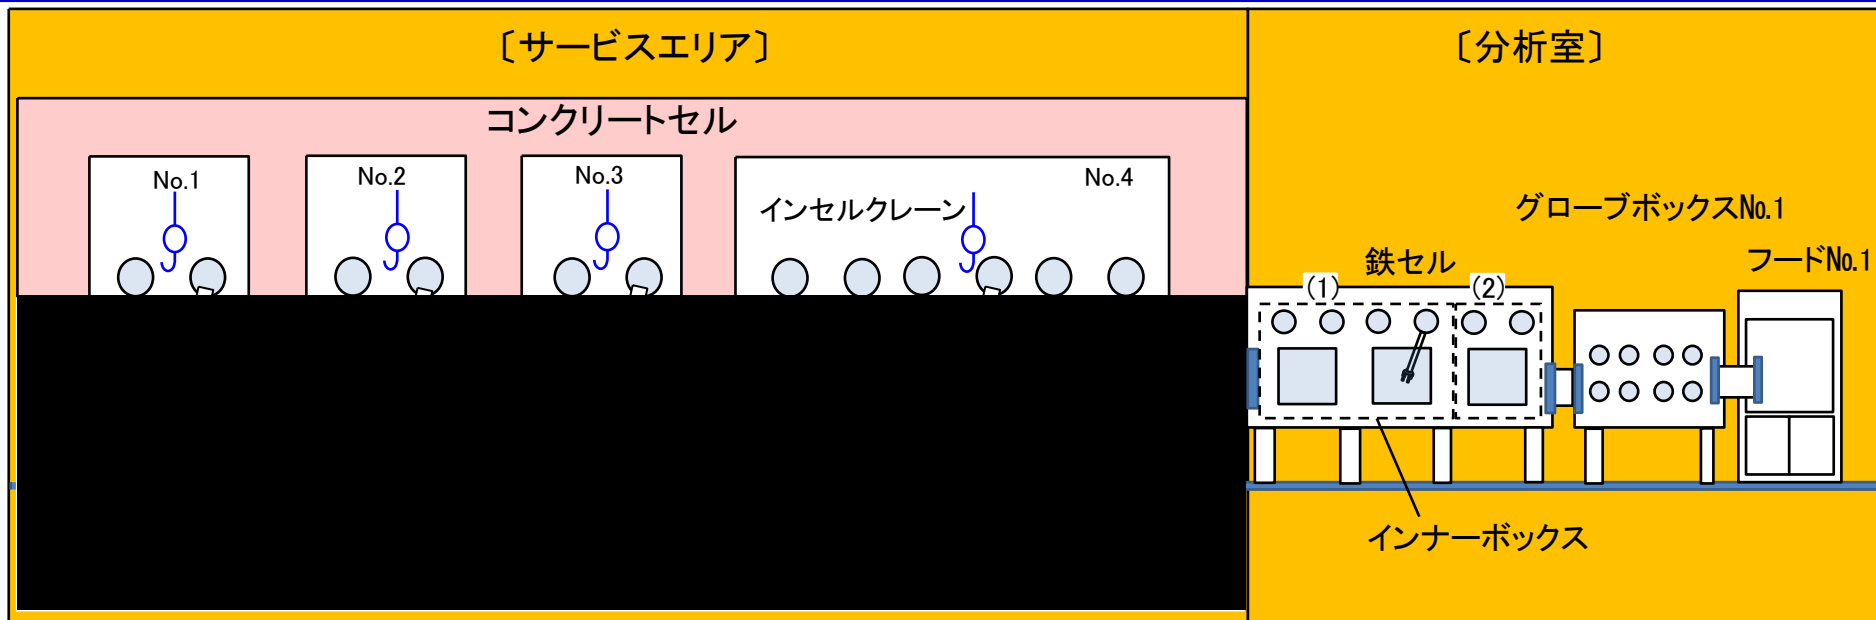 〔サービスエリア〕
〔分析室〕
コンクリートセル
No.1
No.2
No.3
No.4
インセルクレーン
グローブボックス№1
鉄セル
フード№1
(1)
(2)
インナーボックス